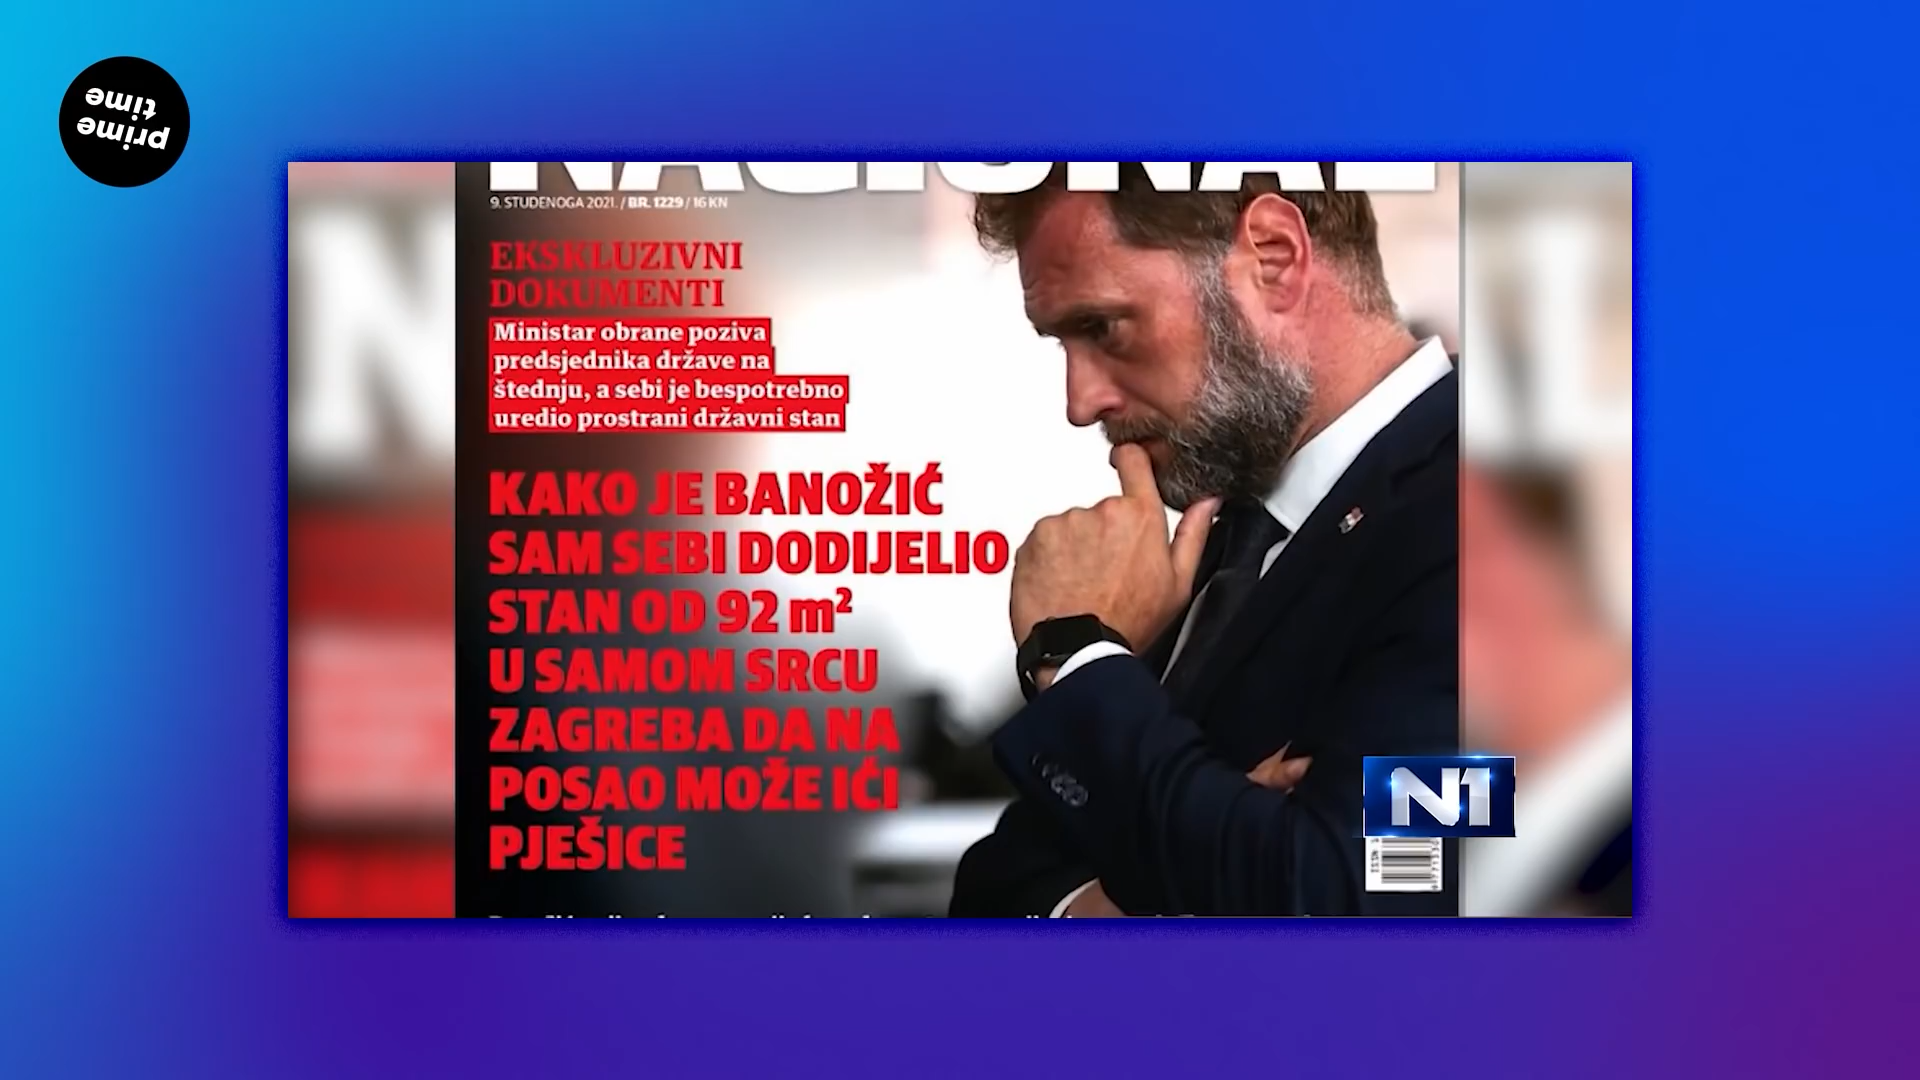 prime
time
NACIONAL
9. STUDENOGA 2021. / BR. 1229 / 16 KN
EKSKLUZIVNI
DOKUMENTI
Ministar obrane poziva
predsjednika države na
štednju, a sebi je bespotrebno
uredio prostrani državni stan
KAKO JE BANOŽIĆ
SAM SEBI DODIJELIO
STAN OD 92 m²
U SAMOM SRCU
ZAGREBA DA NA
POSAO MOŽE IĆI
PJEŠICE
N1